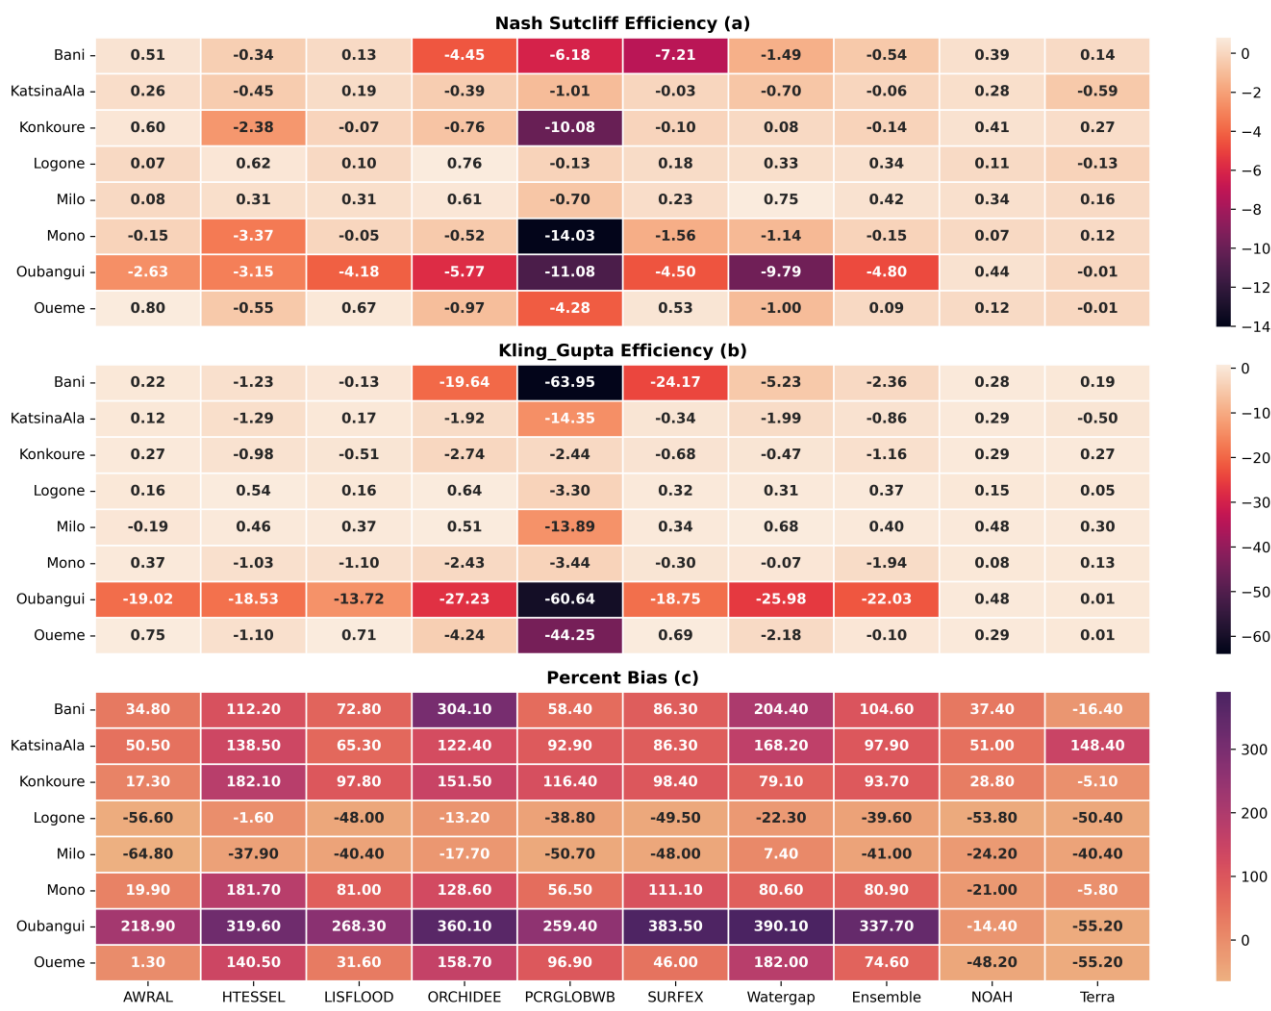 Nash Sutcliff Efficiency (a)
Bani 0.51 -0.34 0.13 -4.45 -6.18 -7.21 -1.49 -0.54 0.39 0.14
KatsinaAla 0.26 -0.45 0.19 -0.39 -1.01 -0.03 -0.70 -0.06 0.28 -0.59
Konkoure 0.60 -2.38 -0.07 -0.76 -10.08 -0.10 0.08 -0.14 0.41 0.27
Logone 0.07 0.62 0.10 0.76 -0.13 0.18 0.33 0.34 0.11 -0.13
Milo 0.08 0.31 0.31 0.61 -0.70 0.23 0.75 0.42 0.34 0.16
Mono -0.15 -3.37 -0.05 -0.52 -14.03 -1.56 -1.14 -0.15 0.07 0.12
Oubangui -2.63 -3.15 -4.18 -5.77 -11.08 -4.50 -9.79 -4.80 0.44 -0.01
Oueme 0.80 -0.55 0.67 -0.97 -4.28 0.53 -1.00 0.09 0.12 -0.01
0
−2
−4
−6
−8
−10
−12
−14
Kling_Gupta Efficiency (b)
Bani 0.22 -1.23 -0.13 -19.64 -63.95 -24.17 -5.23 -2.36 0.28 0.19
KatsinaAla 0.12 -1.29 0.17 -1.92 -14.35 -0.34 -1.99 -0.86 0.29 -0.50
Konkoure 0.27 -0.98 -0.51 -2.74 -2.44 -0.68 -0.47 -1.16 0.29 0.27
Logone 0.16 0.54 0.16 0.64 -3.30 0.32 0.31 0.37 0.15 0.05
Milo -0.19 0.46 0.37 0.51 -13.89 0.34 0.68 0.40 0.48 0.30
Mono 0.37 -1.03 -1.10 -2.43 -3.44 -0.30 -0.07 -1.94 0.08 0.13
Oubangui -19.02 -18.53 -13.72 -27.23 -60.64 -18.75 -25.98 -22.03 0.48 0.01
Oueme 0.75 -1.10 0.71 -4.24 -44.25 0.69 -2.18 -0.10 0.29 0.01
0
−10
−20
−30
−40
−50
−60
Percent Bias (c)
Bani 34.80 112.20 72.80 304.10 58.40 86.30 204.40 104.60 37.40 -16.40
KatsinaAla 50.50 138.50 65.30 122.40 92.90 86.30 168.20 97.90 51.00 148.40
Konkoure 17.30 182.10 97.80 151.50 116.40 98.40 79.10 93.70 28.80 -5.10
Logone -56.60 -1.60 -48.00 -13.20 -38.80 -49.50 -22.30 -39.60 -53.80 -50.40
Milo -64.80 -37.90 -40.40 -17.70 -50.70 -48.00 7.40 -41.00 -24.20 -40.40
Mono 19.90 181.70 81.00 128.60 56.50 111.10 80.60 80.90 -21.00 -5.80
Oubangui 218.90 319.60 268.30 360.10 259.40 383.50 390.10 337.70 -14.40 -55.20
Oueme 1.30 140.50 31.60 158.70 96.90 46.00 182.00 74.60 -48.20 -55.20
300
200
100
0
AWRAL HTESSEL LISFLOOD ORCHIDEE PCRGLOBWB SURFEX Watergap Ensemble NOAH Terra